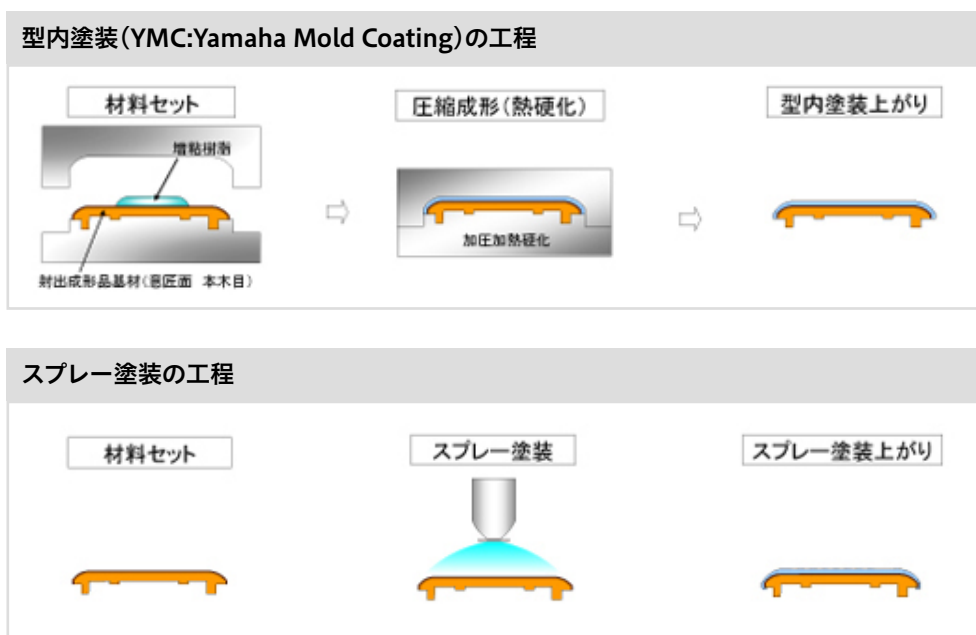 型内塗装(YMC:Yamaha Mold Coating)の工程
材料セット
圧縮成形(熱硬化)
型内塗装上がり
増粘樹脂
加圧加熱硬化
射出成形品基材(意匠面 本木目)
スプレー塗装の工程
材料セット
スプレー塗装
スプレー塗装上がり